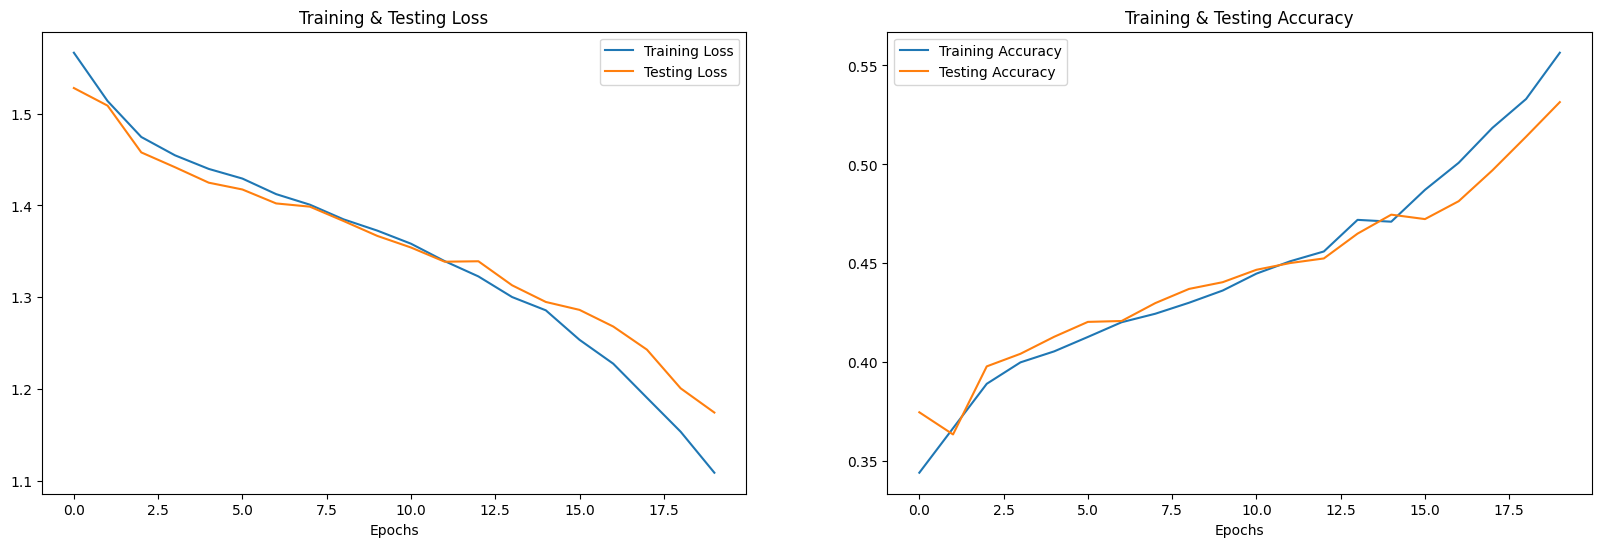 Training & Testing Loss
Training Loss
Testing Loss
1.5
1.4
1.3
1.2
1.1
0.0 2.5 5.0 7.5 10.0 12.5 15.0 17.5
Epochs
Training & Testing Accuracy
Training Accuracy
Testing Accuracy
0.55
0.50
0.45
0.40
0.35
0.0 2.5 5.0 7.5 10.0 12.5 15.0 17.5
Epochs